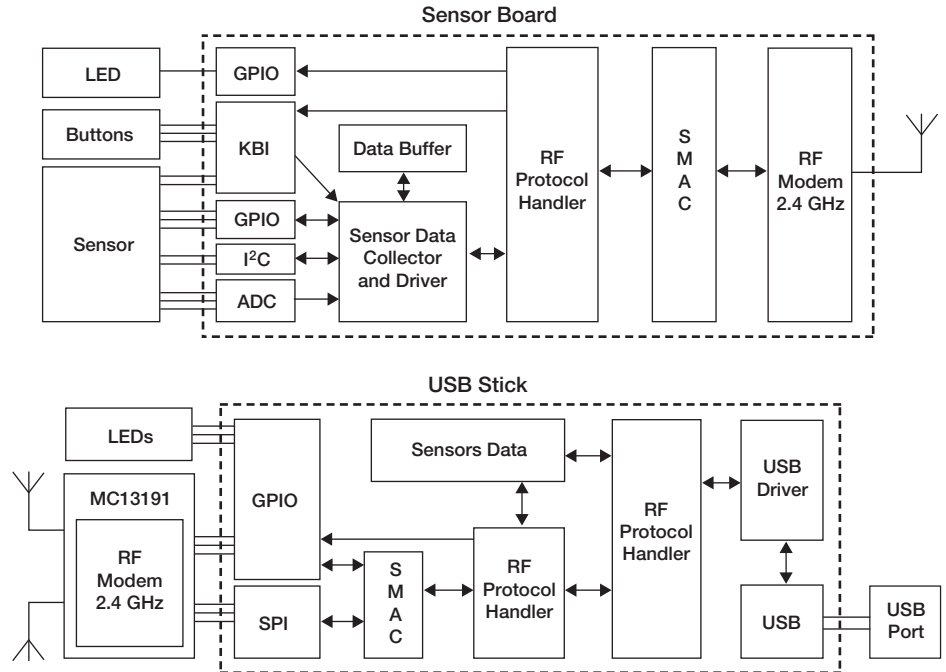 Sensor Board
LED
GPIO
Buttons
KBI
Data Buffer
Sensor
GPIO
I²C
ADC
Sensor Data
Collector
and Driver
RF
Protocol
Handler
S
M
A
C
RF
Modem
2.4 GHz
USB Stick
LEDs
MC13191
RF
Modem
2.4 GHz
GPIO
SPI
Sensors Data
S
M
A
C
RF
Protocol
Handler
RF
Protocol
Handler
USB
Driver
USB
USB
Port